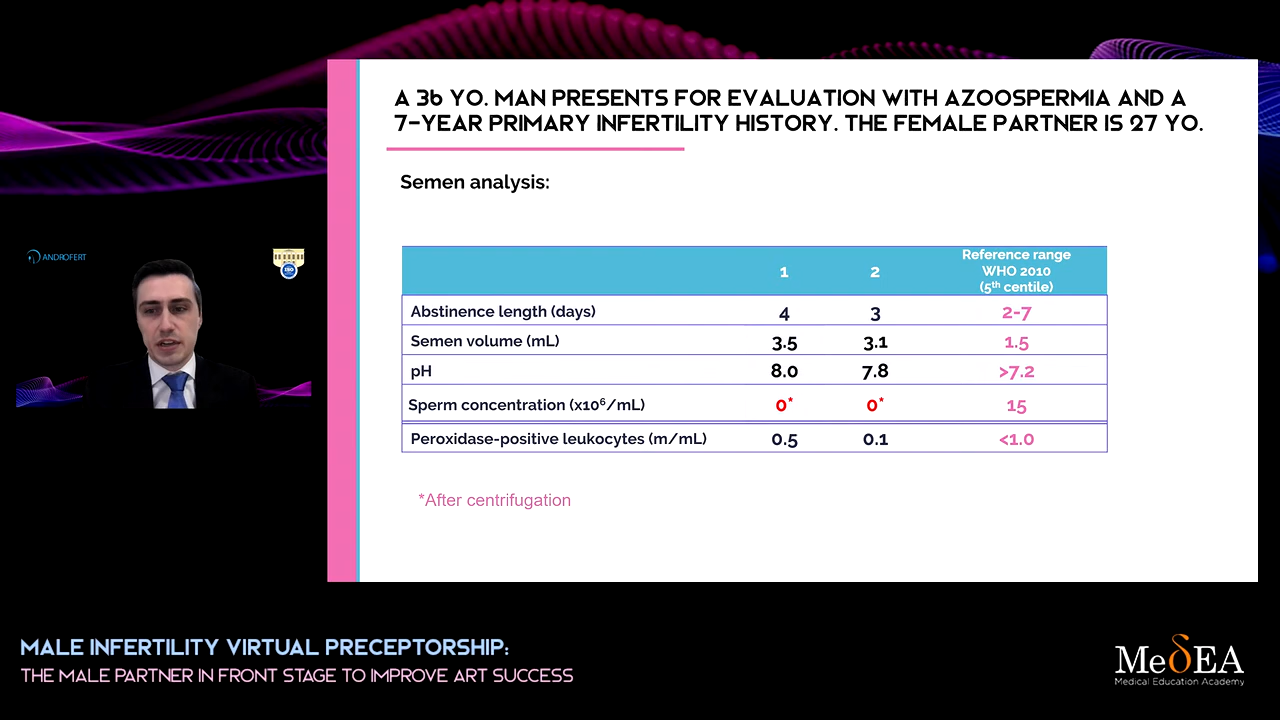 A 36 YO. MAN PRESENTS FOR EVALUATION WITH AZOOSPERMIA AND A
7-YEAR PRIMARY INFERTILITY HISTORY. THE FEMALE PARTNER IS 27 YO.
Semen analysis:
1 2 Reference range
WHO 2010
(5th centile)
Abstinence length (days) 4 3 2-7
Semen volume (mL) 3.5 3.1 1.5
pH 8.0 7.8 >7.2
Sperm concentration (x10⁶/mL) 0* 0* 15
Peroxidase-positive leukocytes (m/mL) 0.5 0.1 <1.0
*After centrifugation
ANDROFERT
ISO
MALE INFERTILITY VIRTUAL PRECEPTORSHIP:
THE MALE PARTNER IN FRONT STAGE TO IMPROVE ART SUCCESS
MeδEA
Medical Education Academy